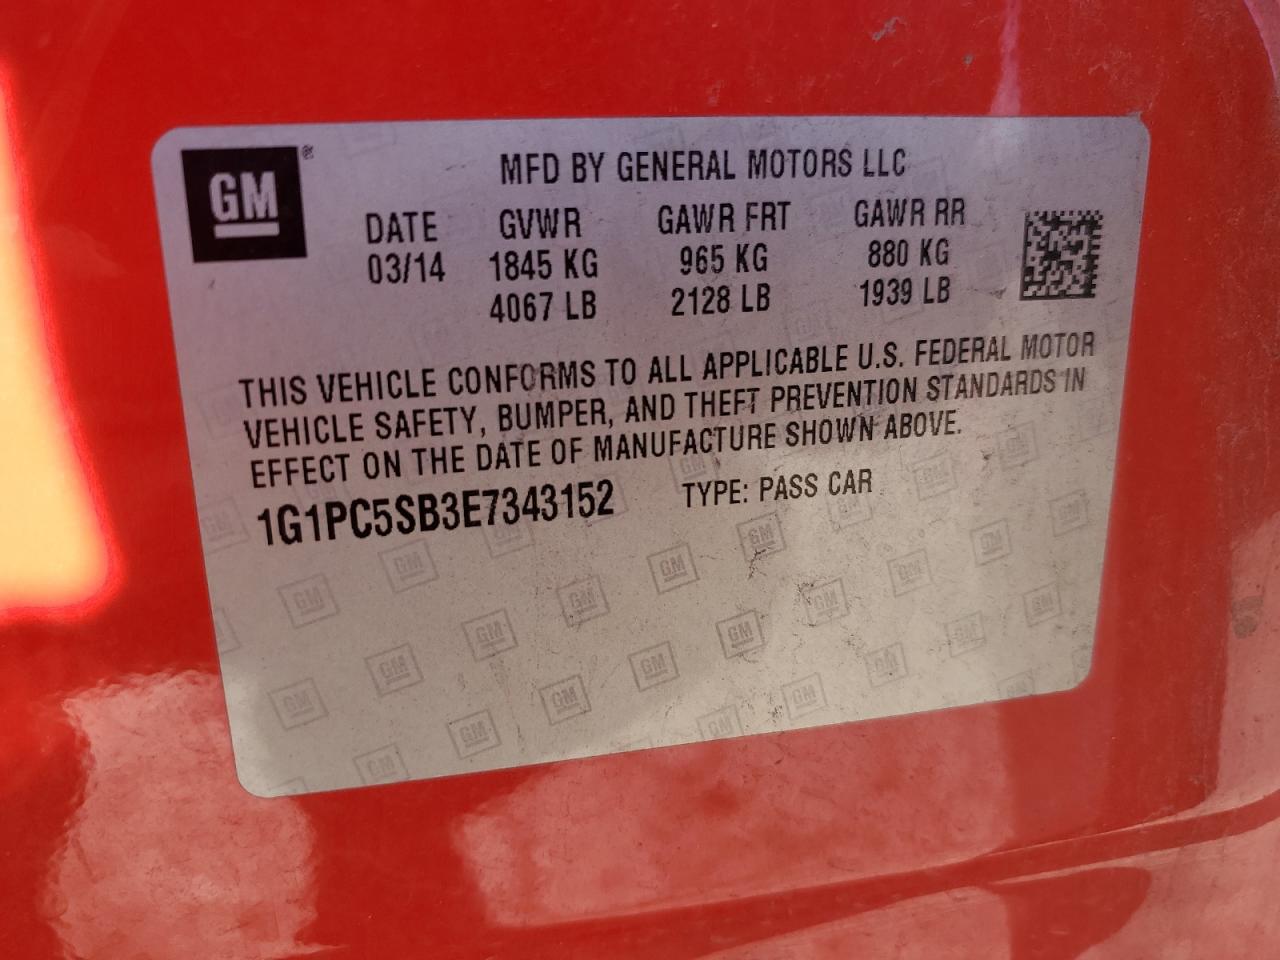 GM®
MFD BY GENERAL MOTORS LLC
DATE GVWR GAWR FRT GAWR RR
03/14 1845 KG 965 KG 880 KG
4067 LB 2128 LB 1939 LB
THIS VEHICLE CONFORMS TO ALL APPLICABLE U.S. FEDERAL MOTOR
VEHICLE SAFETY, BUMPER, AND THEFT PREVENTION STANDARDS IN
EFFECT ON THE DATE OF MANUFACTURE SHOWN ABOVE.
1G1PC5SB3E7343152 TYPE: PASS CAR